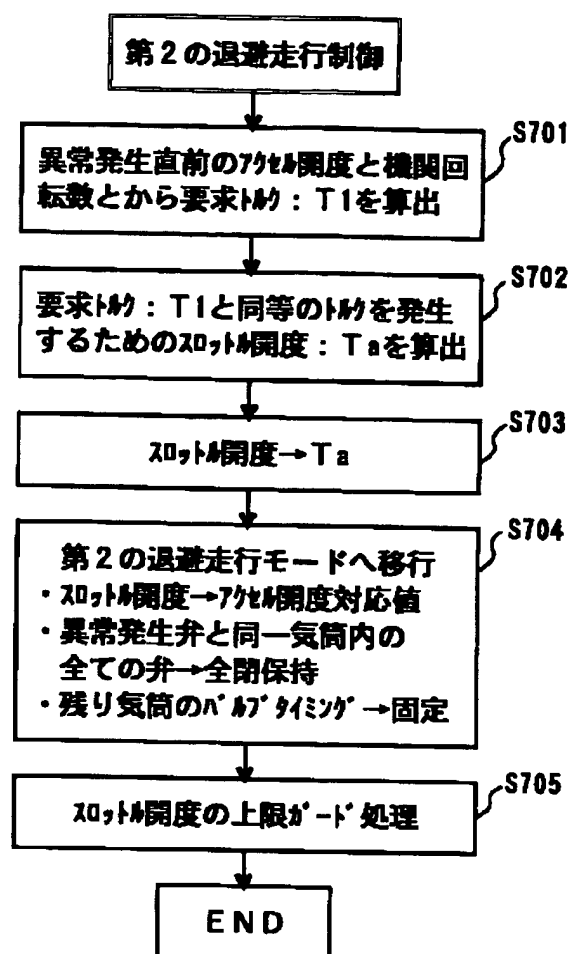 第2の退避走行制御
S701
異常発生直前のｱｸｾﾙ開度と機関回
転数とから要求ﾄﾙｸ：T1を算出
S702
要求ﾄﾙｸ：T1と同等のﾄﾙｸを発生
するためのｽﾛｯﾄﾙ開度：Taを算出
S703
ｽﾛｯﾄﾙ開度→Ta
S704
第2の退避走行モードへ移行
・ｽﾛｯﾄﾙ開度→ｱｸｾﾙ開度対応値
・異常発生弁と同一気筒内の
全ての弁→全閉保持
・残り気筒のﾊﾞﾙﾌﾞﾀｲﾐﾝｸﾞ→固定
S705
ｽﾛｯﾄﾙ開度の上限ｶﾞｰﾄﾞ処理
END